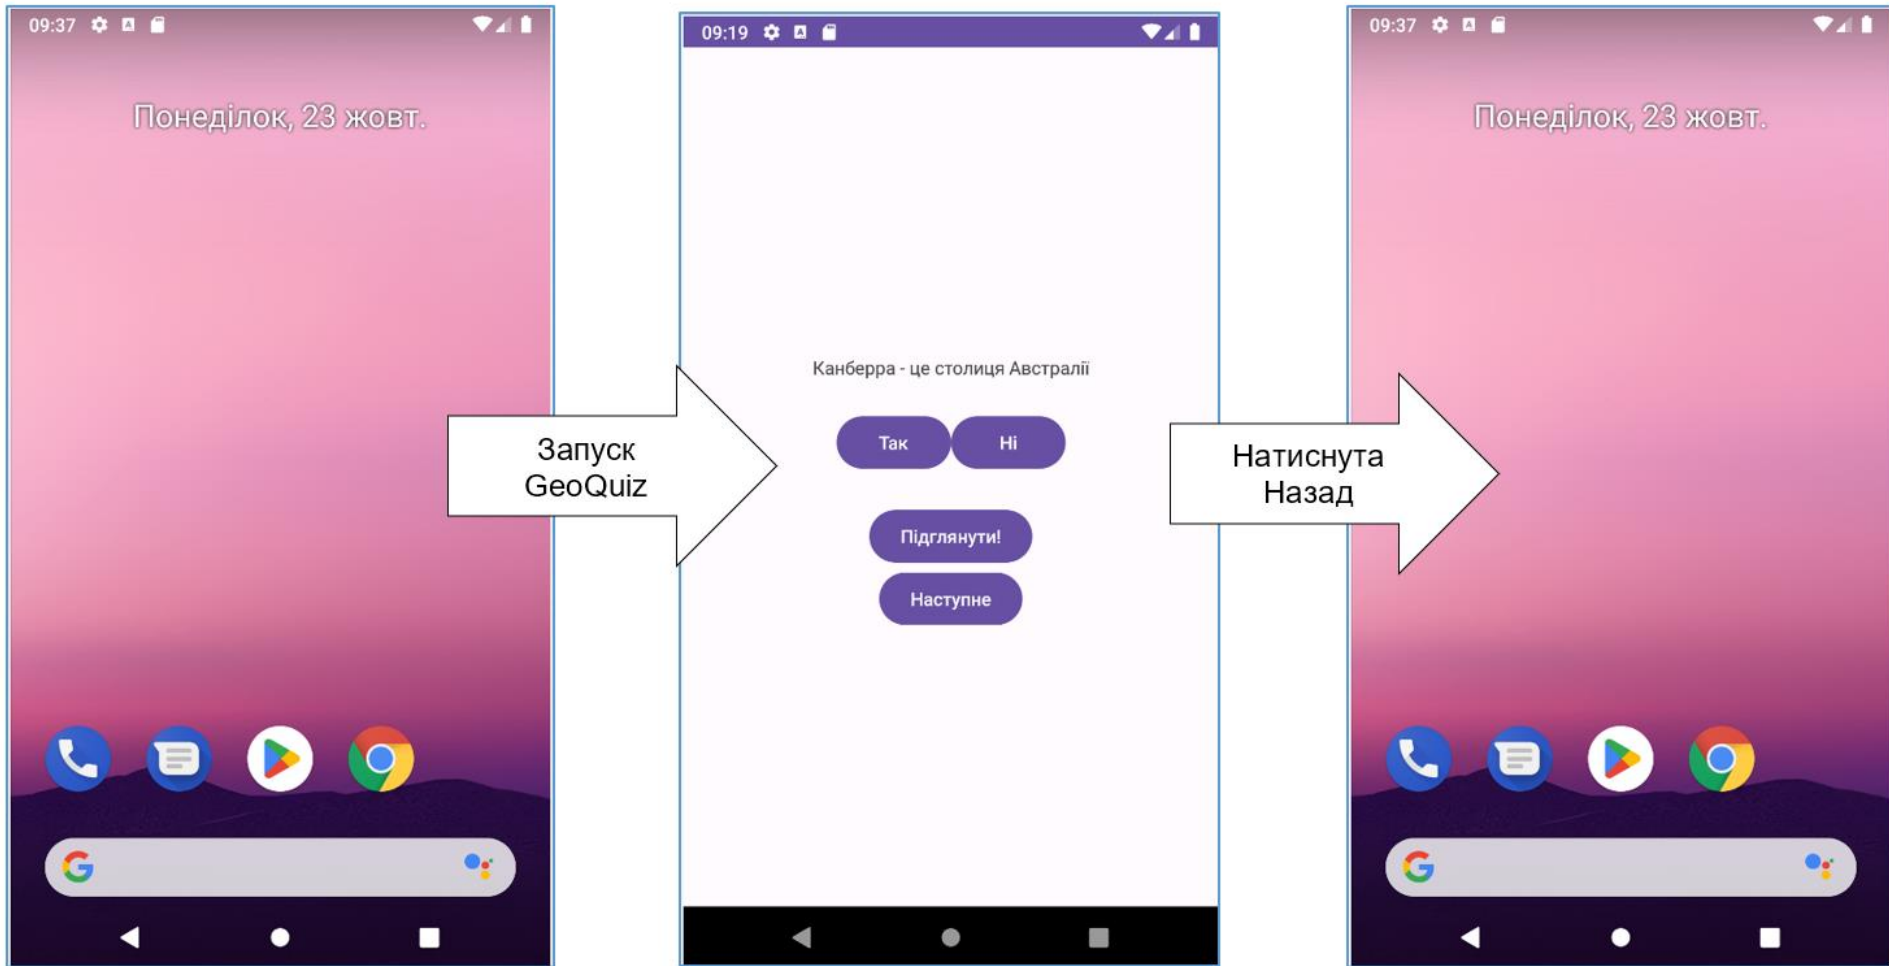 09:37
Понеділок, 23 жовт.
Запуск
GeoQuiz
09:19
Канберра - це столиця Австралії
Так
Ні
Підглянути!
Наступне
Натиснута
Назад
09:37
Понеділок, 23 жовт.